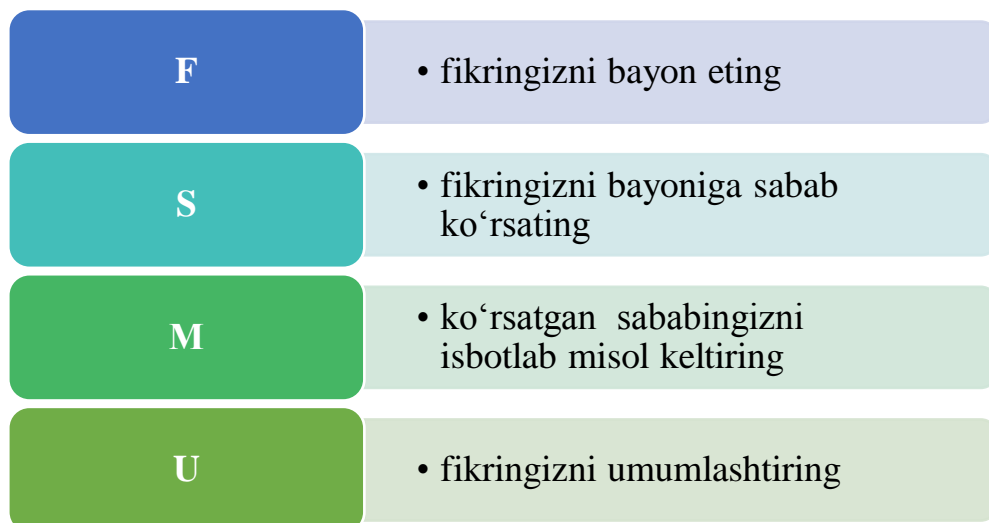 F
• fikringizni bayon eting
S
• fikringizni bayoniga sabab
ko‘rsating
M
• ko‘rsatgan sababingizni
isbotlab misol keltiring
U
• fikringizni umumlashtiring